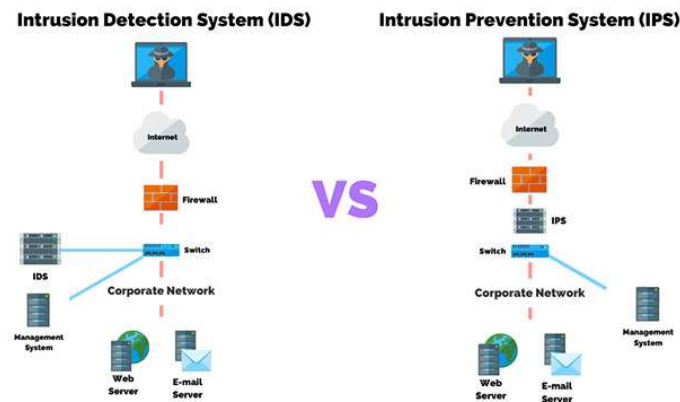 Intrusion Detection System (IDS)
Internet
Firewall
Switch
IDS
Corporate Network
Management
System
Web
Server
E-mail
Server
VS
Intrusion Prevention System (IPS)
Internet
Firewall
IPS
Switch
Corporate Network
Management
System
Web
Server
E-mail
Server